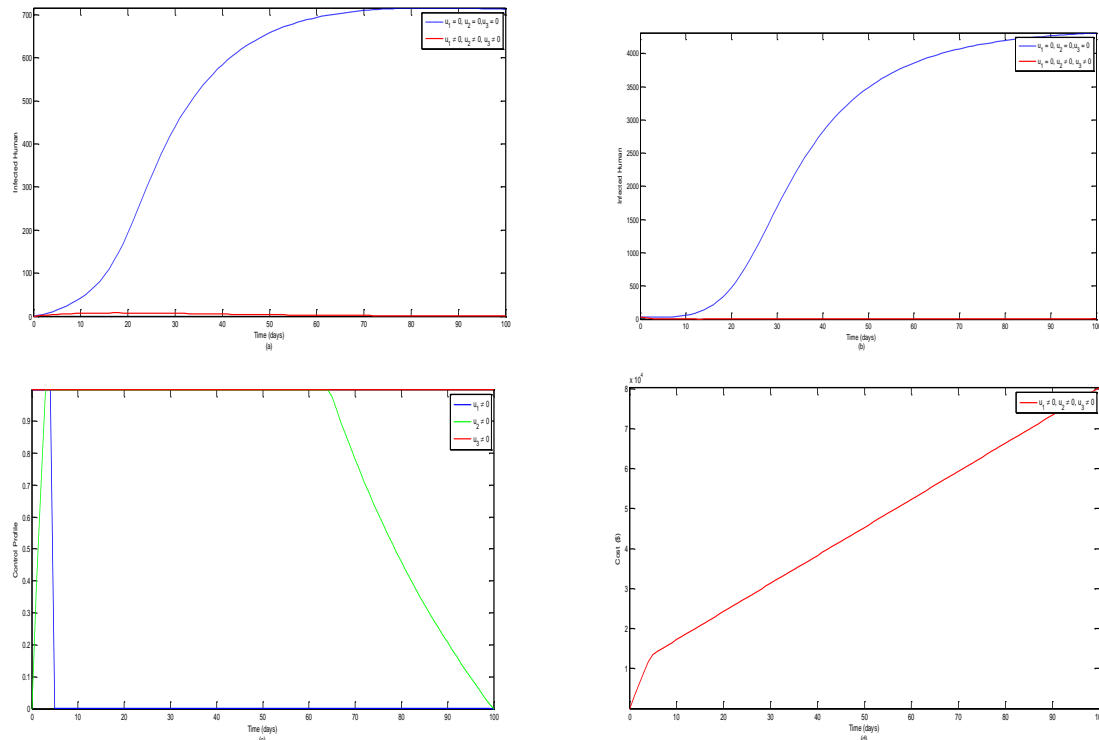 700
600
500
400
300
200
100
0
Infected Human
u1 = 0, u2 = 0,u3 = 0
u1 ≠ 0, u2 ≠ 0, u3 ≠ 0
0 10 20 30 40 50 60 70 80 90 100
Time (days)
(a)
4000
3500
3000
2500
2000
1500
1000
500
0
Infected Human
u1 = 0, u2 = 0,u3 = 0
u1 = 0, u2 ≠ 0, u3 ≠ 0
0 10 20 30 40 50 60 70 80 90 100
Time (days)
(b)
0.9
0.8
0.7
0.6
0.5
0.4
0.3
0.2
0.1
0
Control Profile
u1 ≠ 0
u2 ≠ 0
u3 ≠ 0
0 10 20 30 40 50 60 70 80 90 100
Time (days)
x 10^4
8
7
6
5
4
3
2
1
Cost ($)
u1 ≠ 0, u2 ≠ 0, u3 ≠ 0
0 10 20 30 40 50 60 70 80 90 100
Time (days)
(d)